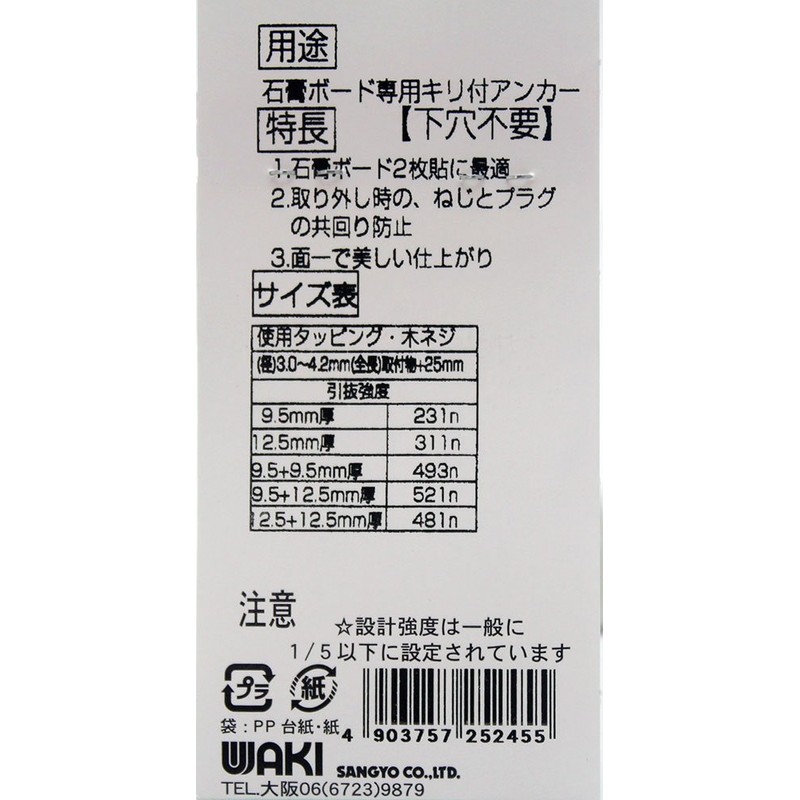 用途
石膏ボード専用キリ付アンカー
特長 【下穴不要】
1.石膏ボード2枚貼に最適
2.取り外し時の、ねじとプラグ
の共回り防止
3.面一で美しい仕上がり
サイズ表
使用タッピング・木ネジ
(径)3.0~4.2mm(全長)取付物+25mm
引抜強度
9.5mm厚 231n
12.5mm厚 311n
9.5+9.5mm厚 493n
9.5+12.5mm厚 521n
12.5+12.5mm厚 481n
注意
☆設計強度は一般に
1/5以下に設定されています
プラ 紙
袋:PP 台紙・紙
4 903757 252455
WAKI SANGYO CO.,LTD.
TEL.大阪06(6723)9879